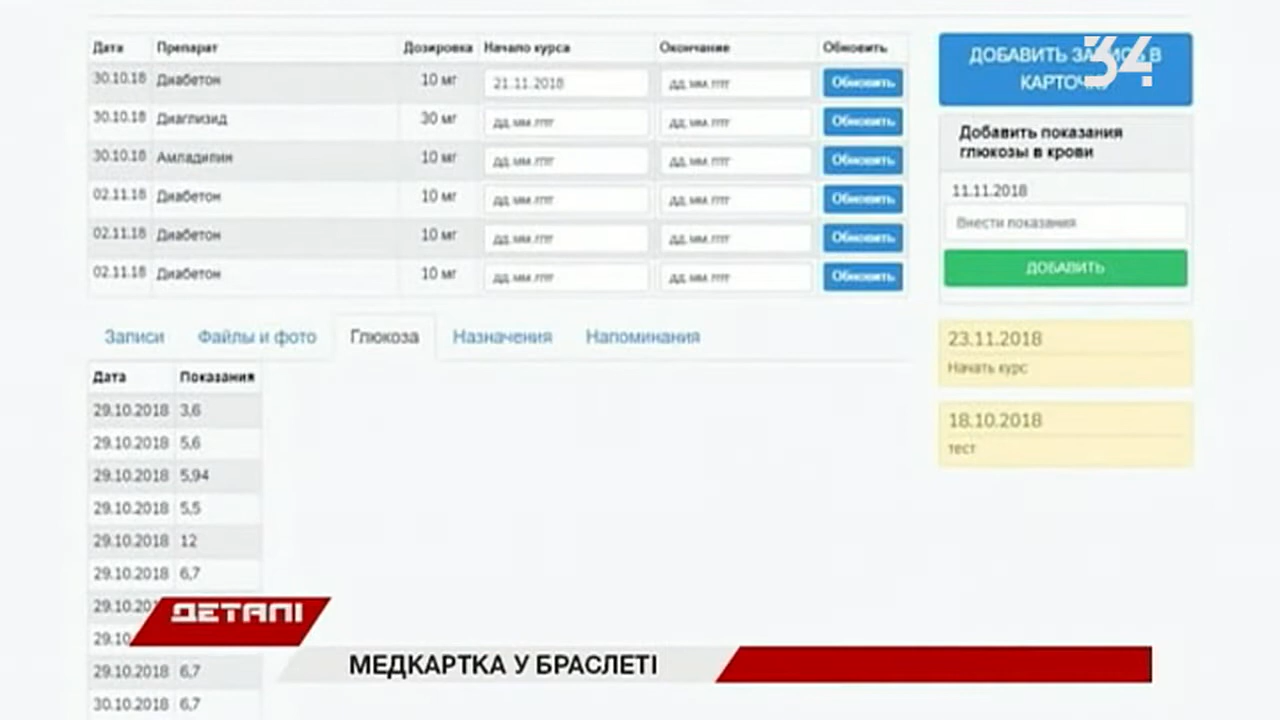 34
Дата Препарат Дозировка Начало курса Окончание Обновить
30.10.18 Диабетон 10 мг 21.11.2018 дд.мм.гггг Обновить
30.10.18 Диаглизид 30 мг дд.мм.гггг дд.мм.гггг Обновить
30.10.18 Амладипин 10 мг дд.мм.гггг дд.мм.гггг Обновить
02.11.18 Диабетон 10 мг дд.мм.гггг дд.мм.гггг Обновить
02.11.18 Диабетон 10 мг дд.мм.гггг дд.мм.гггг Обновить
02.11.18 Диабетон 10 мг дд.мм.гггг дд.мм.гггг Обновить
ДОБАВИТЬ ЗАПИСЬ В
КАРТОЧКУ
Добавить показания
глюкозы в крови
11.11.2018
Внести показания
ДОБАВИТЬ
23.11.2018
Начать курс
18.10.2018
тест
Записи Файлы и фото Глюкоза Назначения Напоминания
Дата Показания
29.10.2018 3,6
29.10.2018 5,6
29.10.2018 5,94
29.10.2018 5,5
29.10.2018 12
29.10.2018 6,7
29.10.20
29.10
29.10.2018 6,7
30.10.2018 6,7
ДЕТАЛІ
МЕДКАРТКА У БРАСЛЕТІ